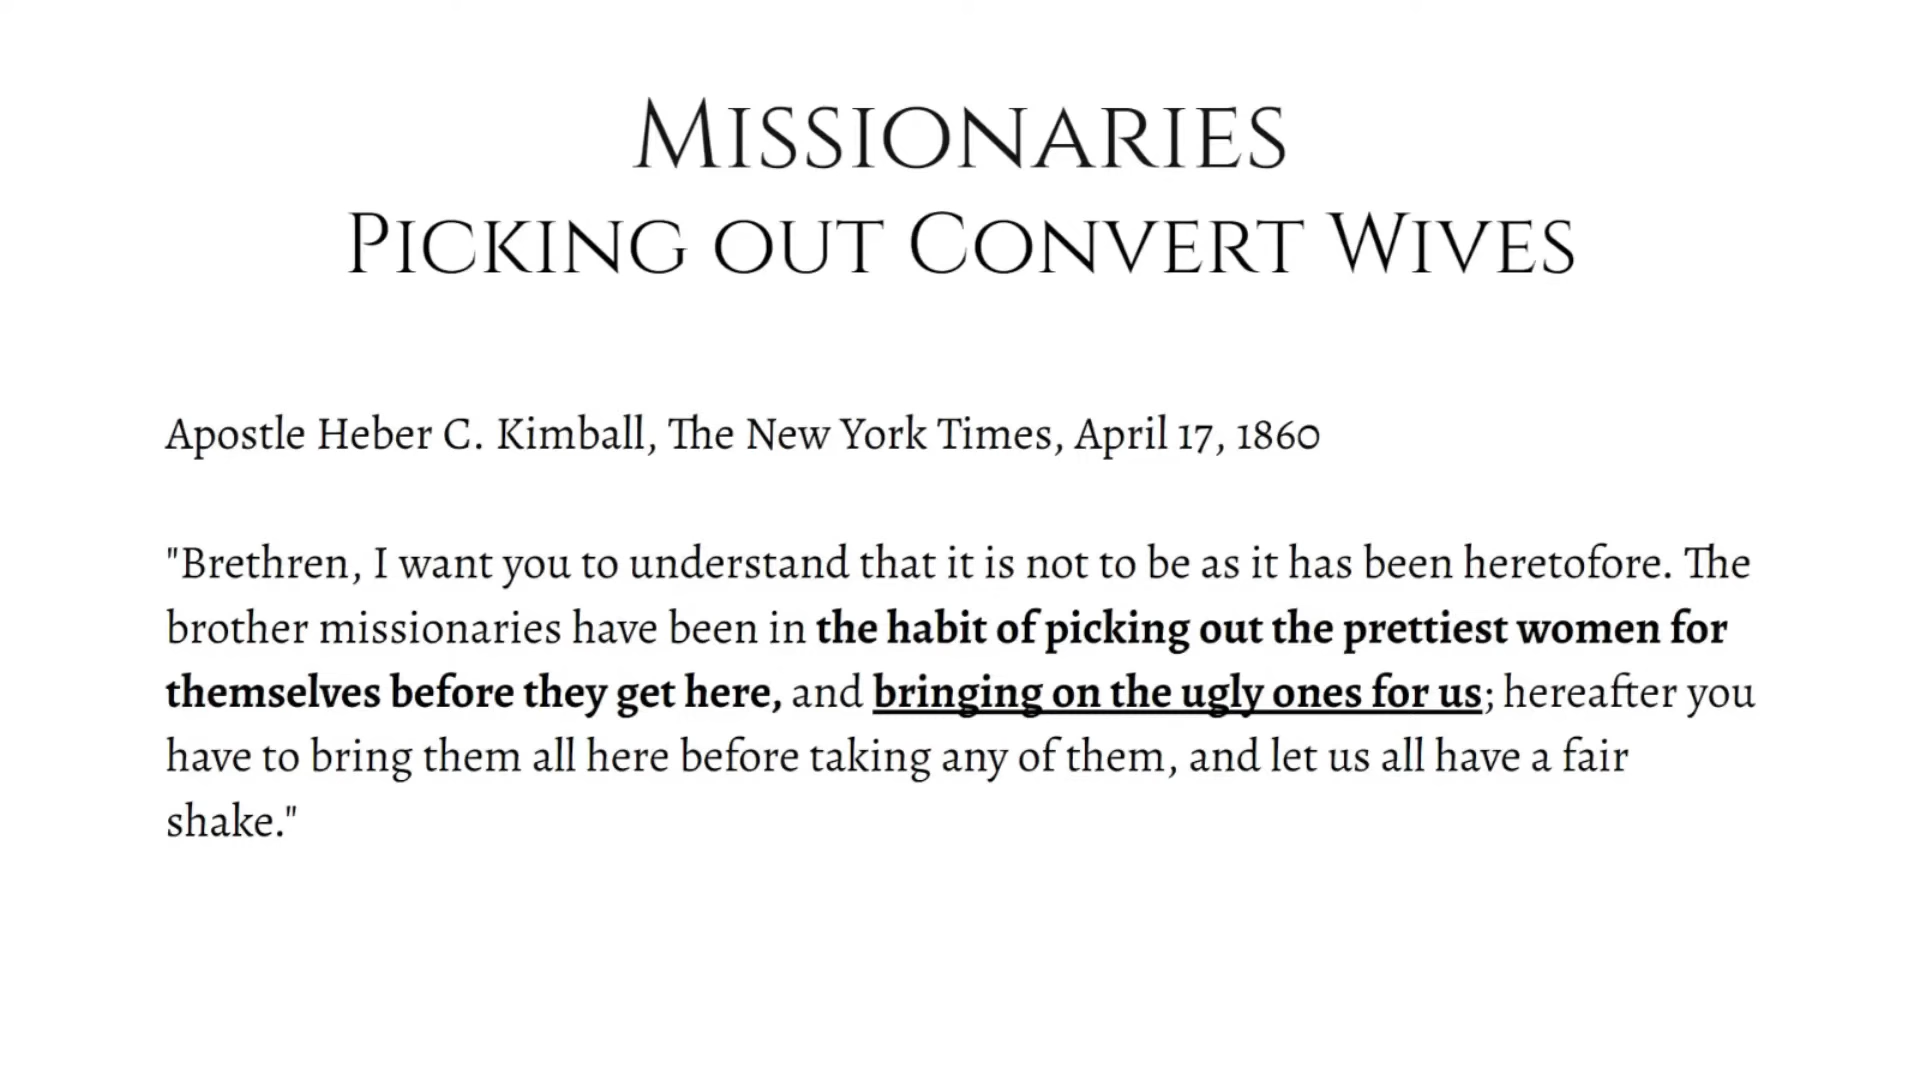 Missionaries
Picking out Convert Wives
Apostle Heber C. Kimball, The New York Times, April 17, 1860
"Brethren, I want you to understand that it is not to be as it has been heretofore. The
brother missionaries have been in the habit of picking out the prettiest women for
themselves before they get here, and bringing on the ugly ones for us; hereafter you
have to bring them all here before taking any of them, and let us all have a fair
shake."